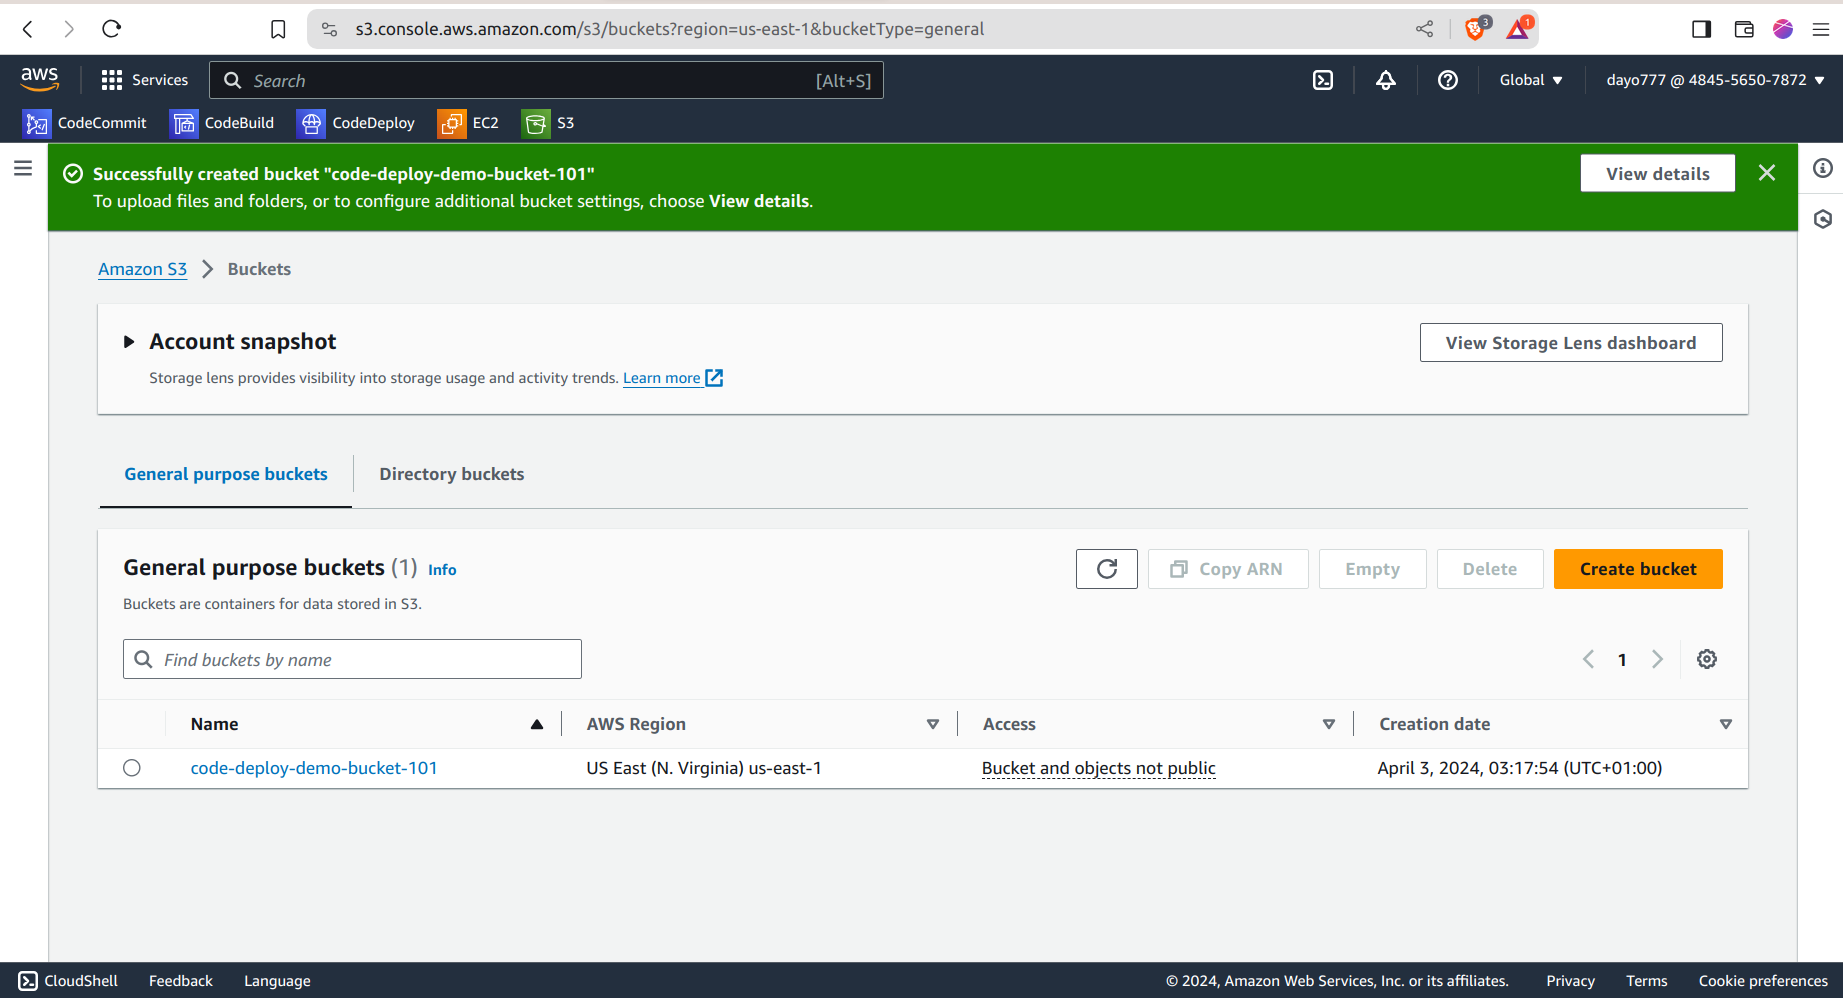 s3.console.aws.amazon.com/s3/buckets?region=us-east-1&bucketType=general
3
1
aws
Services
Search
[Alt+S]
Global
dayo777 @ 4845-5650-7872
CodeCommit
CodeBuild
CodeDeploy
EC2
S3
Successfully created bucket "code-deploy-demo-bucket-101"
To upload files and folders, or to configure additional bucket settings, choose View details.
View details
Amazon S3
Buckets
Account snapshot
Storage lens provides visibility into storage usage and activity trends. Learn more
View Storage Lens dashboard
General purpose buckets
Directory buckets
General purpose buckets (1) Info
Buckets are containers for data stored in S3.
Copy ARN
Empty
Delete
Create bucket
Find buckets by name
1
Name
AWS Region
Access
Creation date
code-deploy-demo-bucket-101
US East (N. Virginia) us-east-1
Bucket and objects not public
April 3, 2024, 03:17:54 (UTC+01:00)
CloudShell
Feedback
Language
© 2024, Amazon Web Services, Inc. or its affiliates.
Privacy
Terms
Cookie preferences